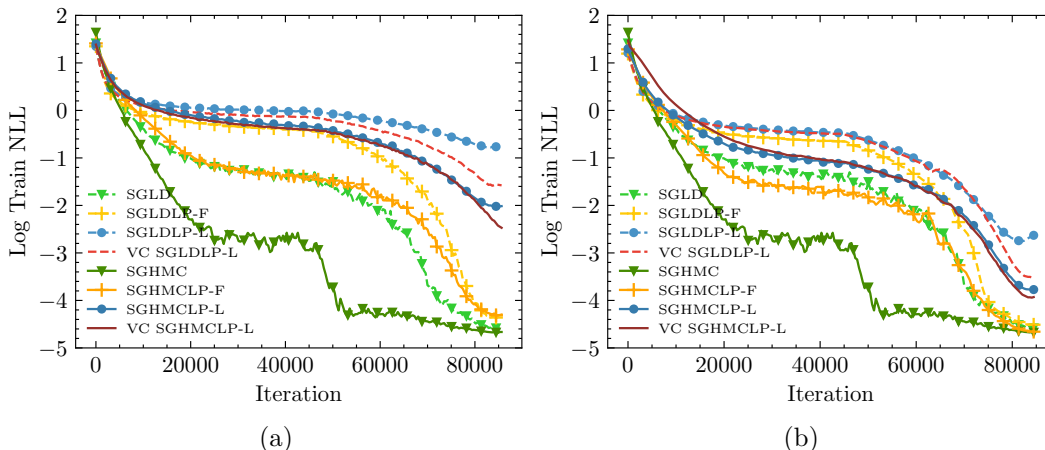 2
1
0
−1
−2
−3
−4
−5
Log Train NLL
SGLD
SGLDLP-F
SGLDLP-L
VC SGLDLP-L
SGHMC
SGHMCLP-F
SGHMCLP-L
VC SGHMCLP-L
0 20000 40000 60000 80000
Iteration
(a)
2
1
0
−1
−2
−3
−4
−5
Log Train NLL
SGLD
SGLDLP-F
SGLDLP-L
VC SGLDLP-L
SGHMC
SGHMCLP-F
SGHMCLP-L
VC SGHMCLP-L
0 20000 40000 60000 80000
Iteration
(b)